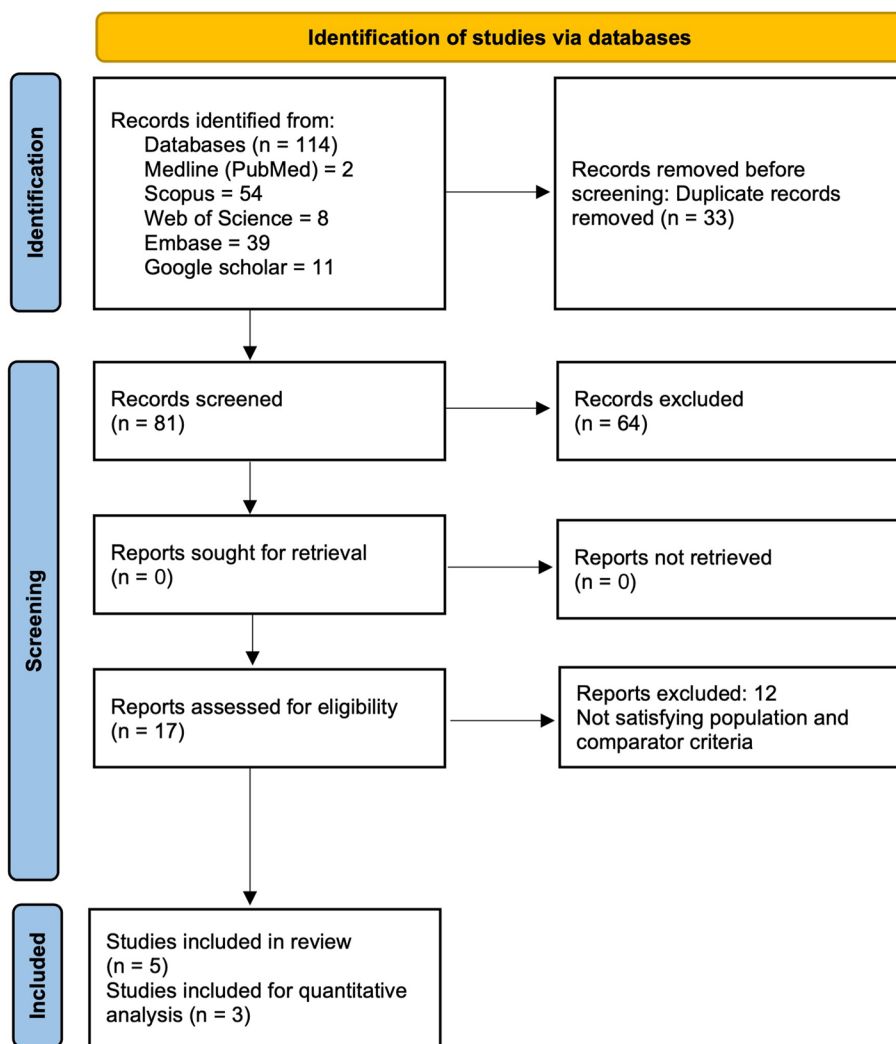 Identification of studies via databases
Identification
Records identified from:
Databases (n = 114)
Medline (PubMed) = 2
Scopus = 54
Web of Science = 8
Embase = 39
Google scholar = 11
Records removed before
screening: Duplicate records
removed (n = 33)
Screening
Records screened
(n = 81)
Records excluded
(n = 64)
Reports sought for retrieval
(n = 0)
Reports not retrieved
(n = 0)
Reports assessed for eligibility
(n = 17)
Reports excluded: 12
Not satisfying population and
comparator criteria
Included
Studies included in review
(n = 5)
Studies included for quantitative
analysis (n = 3)